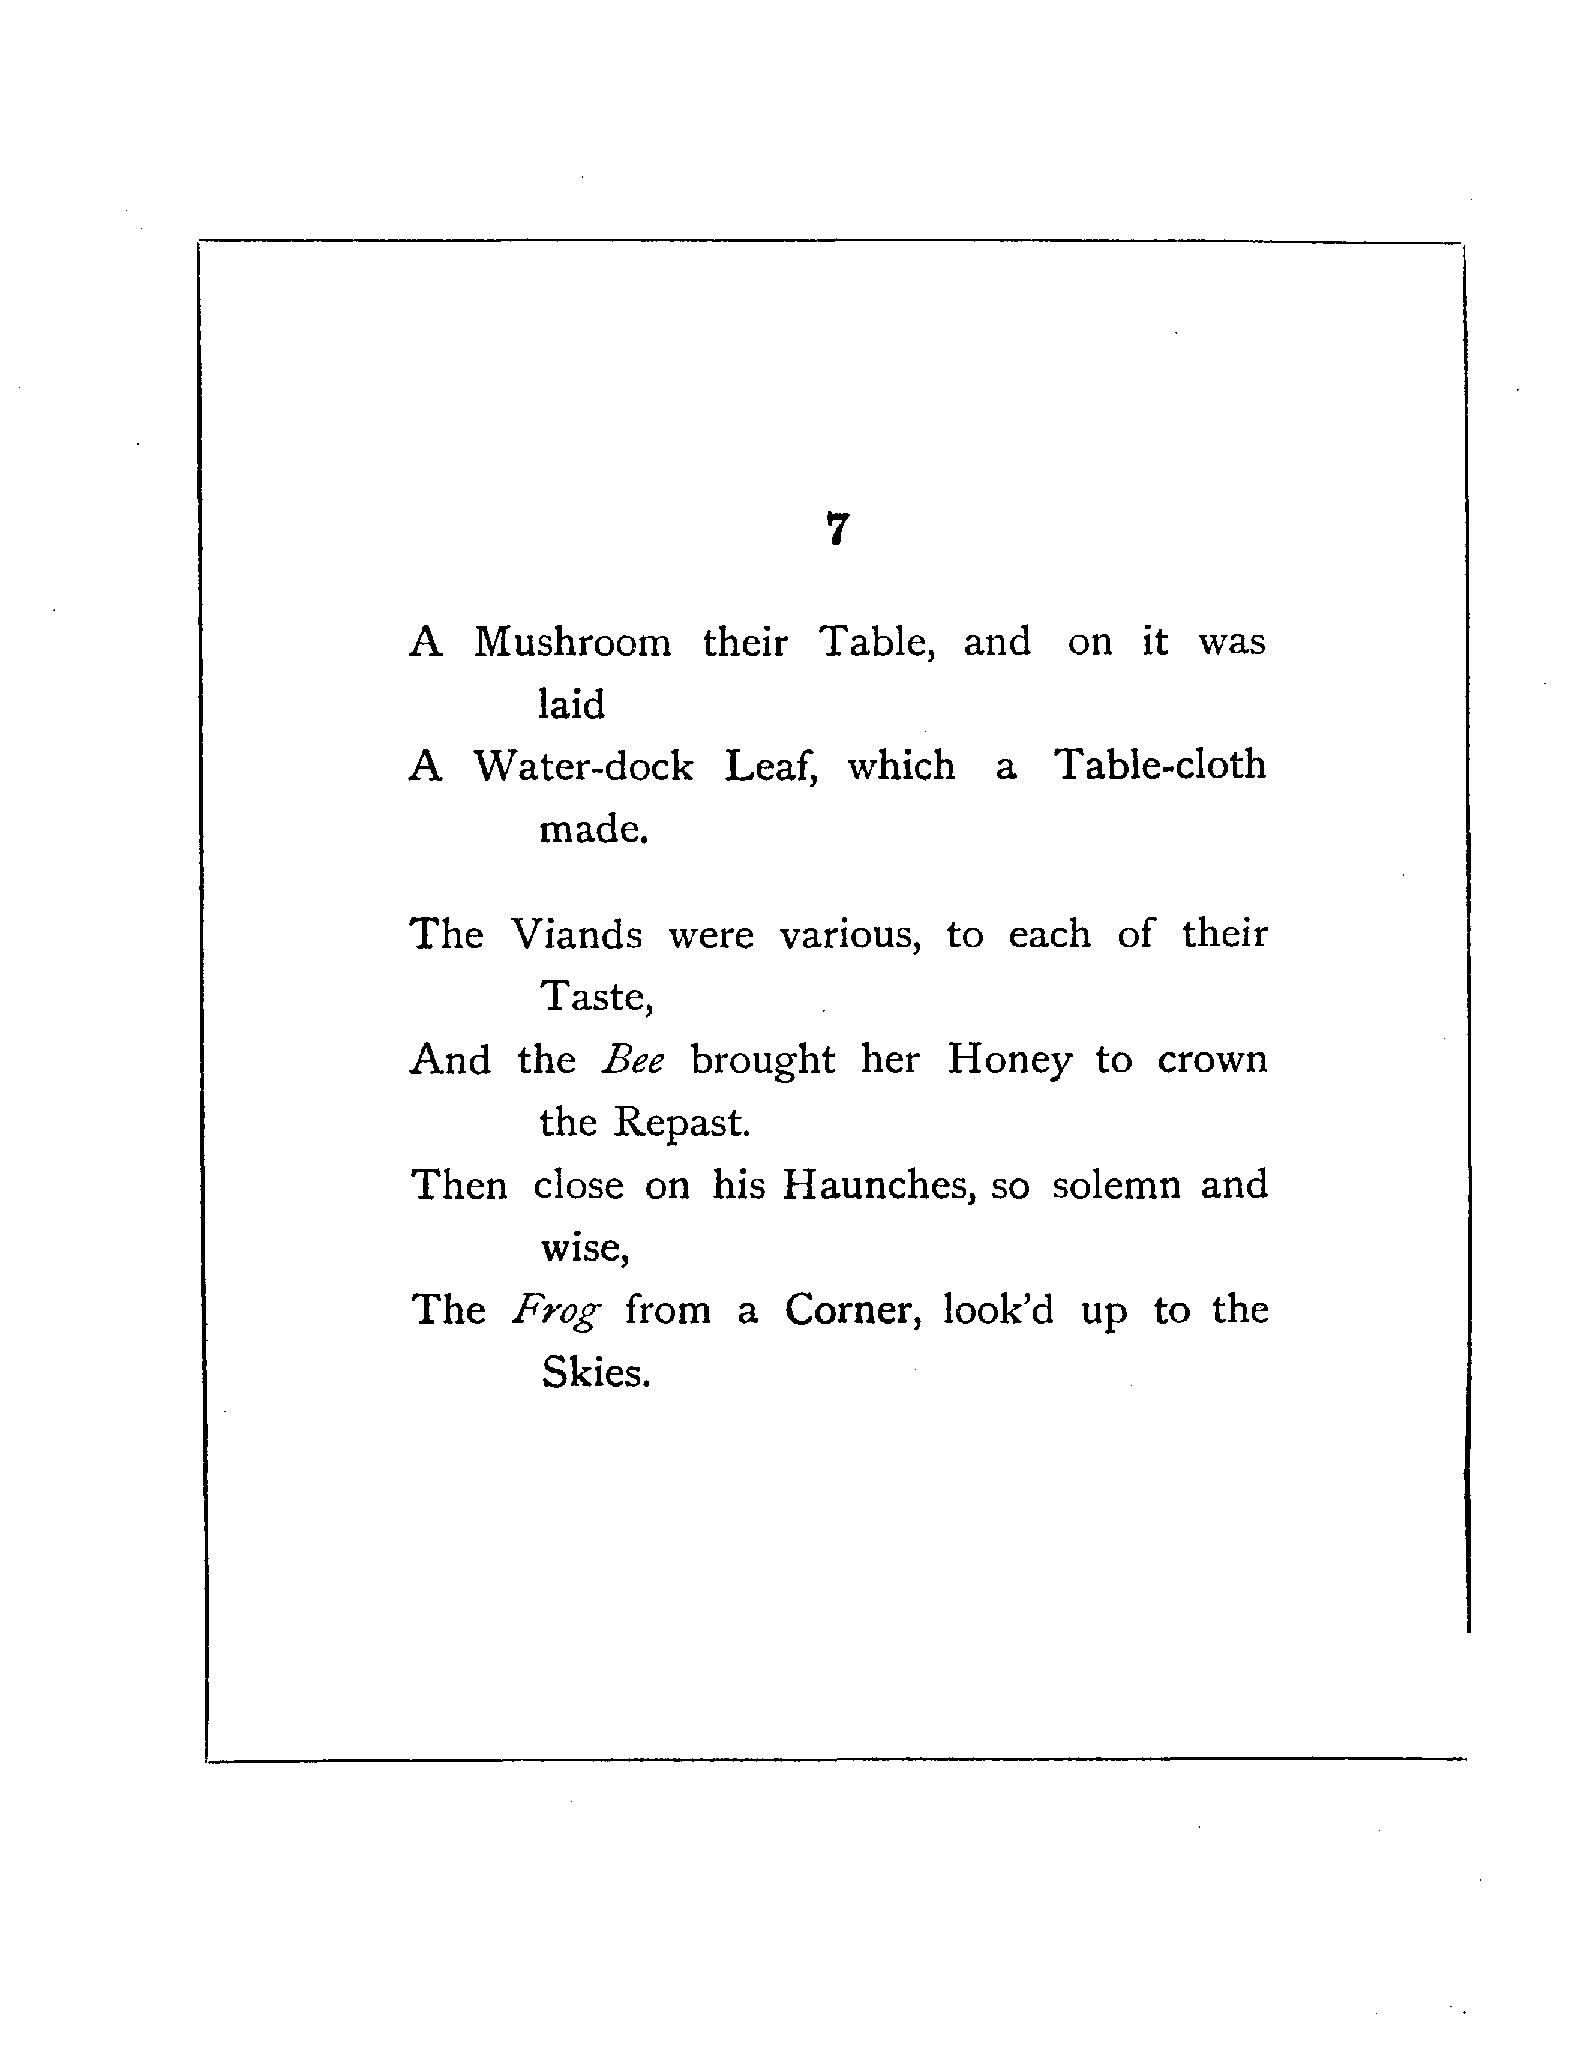 7
A Mushroom their Table, and on it was
laid
A Water-dock Leaf, which a Table-cloth
made.
The Viands were various, to each of their
Taste,
And the Bee brought her Honey to crown
the Repast.
Then close on his Haunches, so solemn and
wise,
The Frog from a Corner, look'd up to the
Skies.